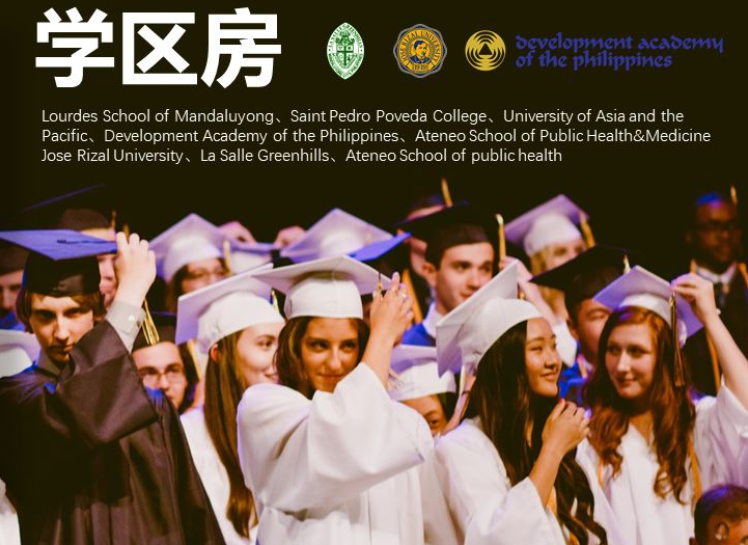 学区房
development academy
of the philippines
Lourdes School of Mandaluyong、Saint Pedro Poveda College、University of Asia and the
Pacific、Development Academy of the Philippines、Ateneo School of Public Health&Medicine
Jose Rizal University、La Salle Greenhills、Ateneo School of public health